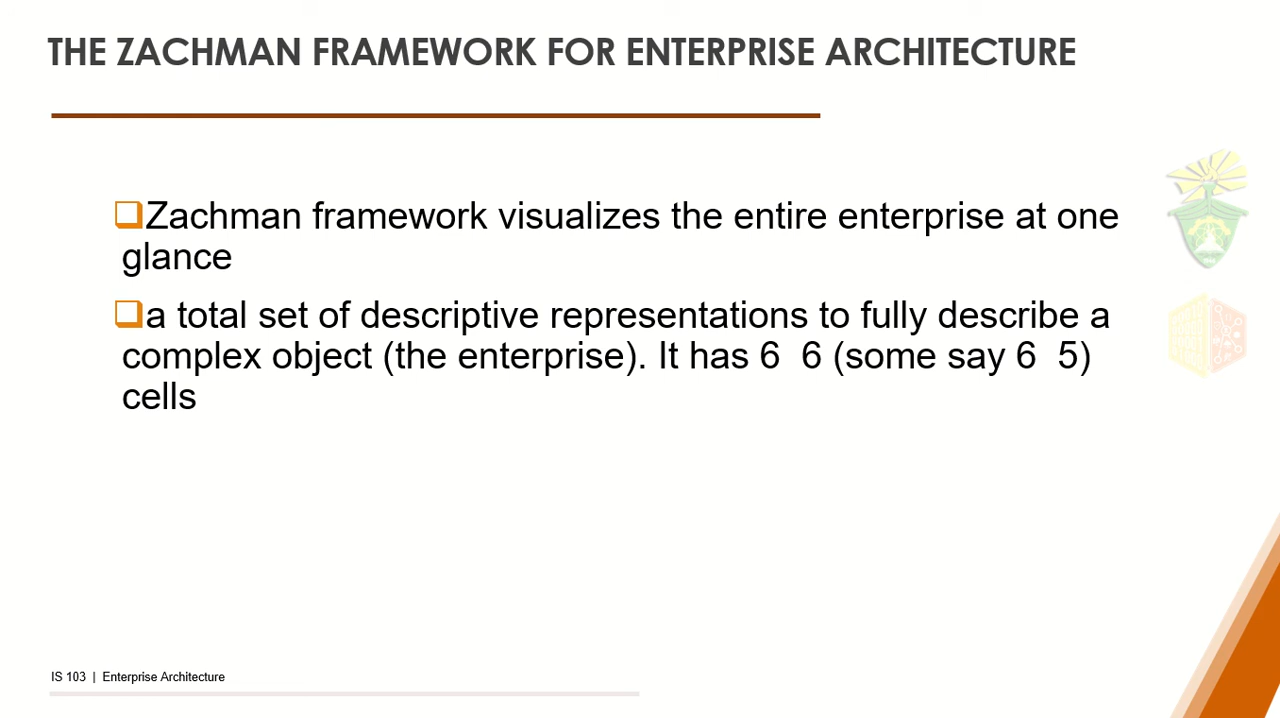 THE ZACHMAN FRAMEWORK FOR ENTERPRISE ARCHITECTURE
Zachman framework visualizes the entire enterprise at one
glance
a total set of descriptive representations to fully describe a
complex object (the enterprise). It has 6  6 (some say 6  5)
cells
IS 103 | Enterprise Architecture